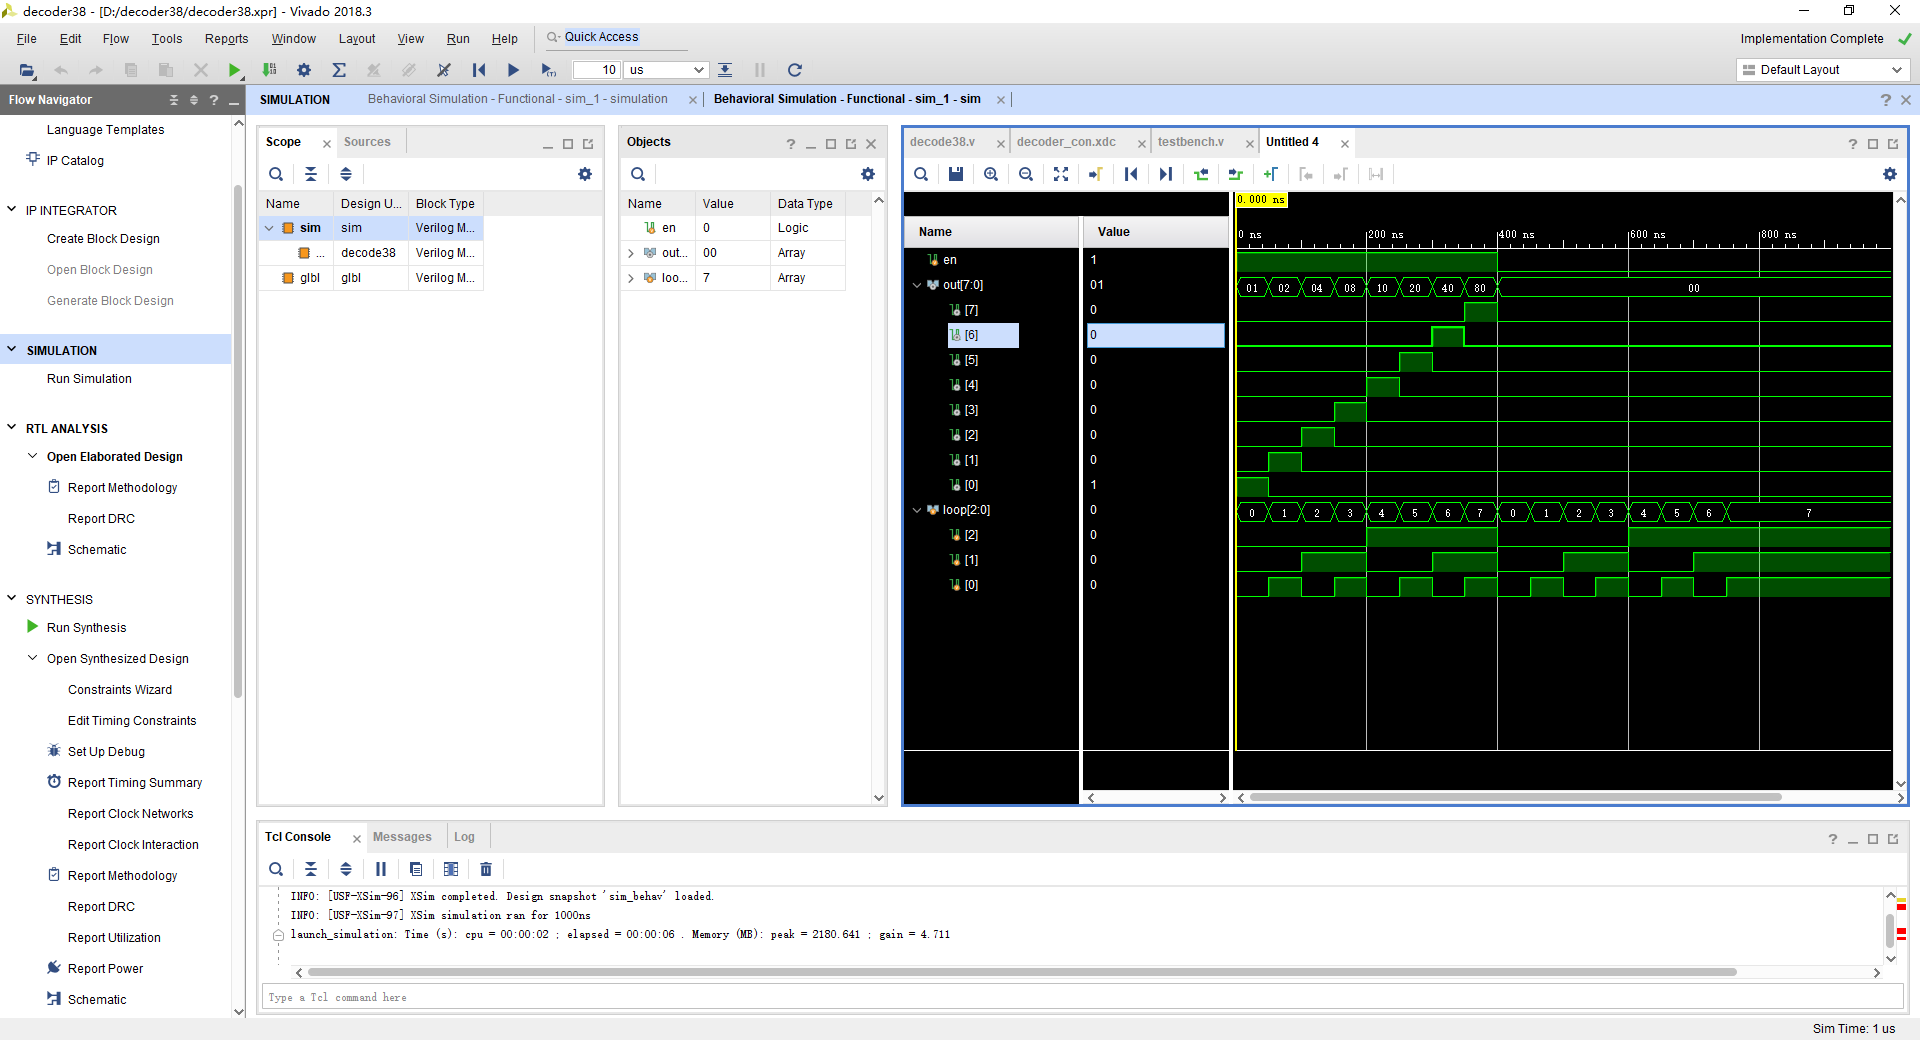 decoder38 - [D:/decoder38/decoder38.xpr] - Vivado 2018.3
File Edit Flow Tools Reports Window Layout View Run Help Quick Access
Implementation Complete
10 us
Default Layout
Flow Navigator
Language Templates
IP Catalog
IP INTEGRATOR
Create Block Design
Open Block Design
Generate Block Design
SIMULATION
Run Simulation
RTL ANALYSIS
Open Elaborated Design
Report Methodology
Report DRC
Schematic
SYNTHESIS
Run Synthesis
Open Synthesized Design
Constraints Wizard
Edit Timing Constraints
Set Up Debug
Report Timing Summary
Report Clock Networks
Report Clock Interaction
Report Methodology
Report DRC
Report Utilization
Report Power
Schematic
SIMULATION
Behavioral Simulation - Functional - sim_1 - simulation
Behavioral Simulation - Functional - sim_1 - sim
Scope Sources
Name Design U... Block Type
sim sim Verilog M...
... decode38 Verilog M...
glbl glbl Verilog M...
Objects
Name Value Data Type
en 0 Logic
out... 00 Array
loo... 7 Array
decode38.v decoder_con.xdc testbench.v Untitled 4
0.000 ns
Name Value
0 ns 200 ns 400 ns 600 ns 800 ns
en 1
out[7:0] 01 01 02 04 08 10 20 40 80 00
[7] 0
[6] 0
[5] 0
[4] 0
[3] 0
[2] 0
[1] 0
[0] 1
loop[2:0] 0 0 1 2 3 4 5 6 7 0 1 2 3 4 5 6 7
[2] 0
[1] 0
[0] 0
Tcl Console Messages Log
INFO: [USF-XSim-96] XSim completed. Design snapshot 'sim_behav' loaded.
INFO: [USF-XSim-97] XSim simulation ran for 1000ns
launch_simulation: Time (s): cpu = 00:00:02 ; elapsed = 00:00:06 . Memory (MB): peak = 2180.641 ; gain = 4.711
Type a Tcl command here
Sim Time: 1 us